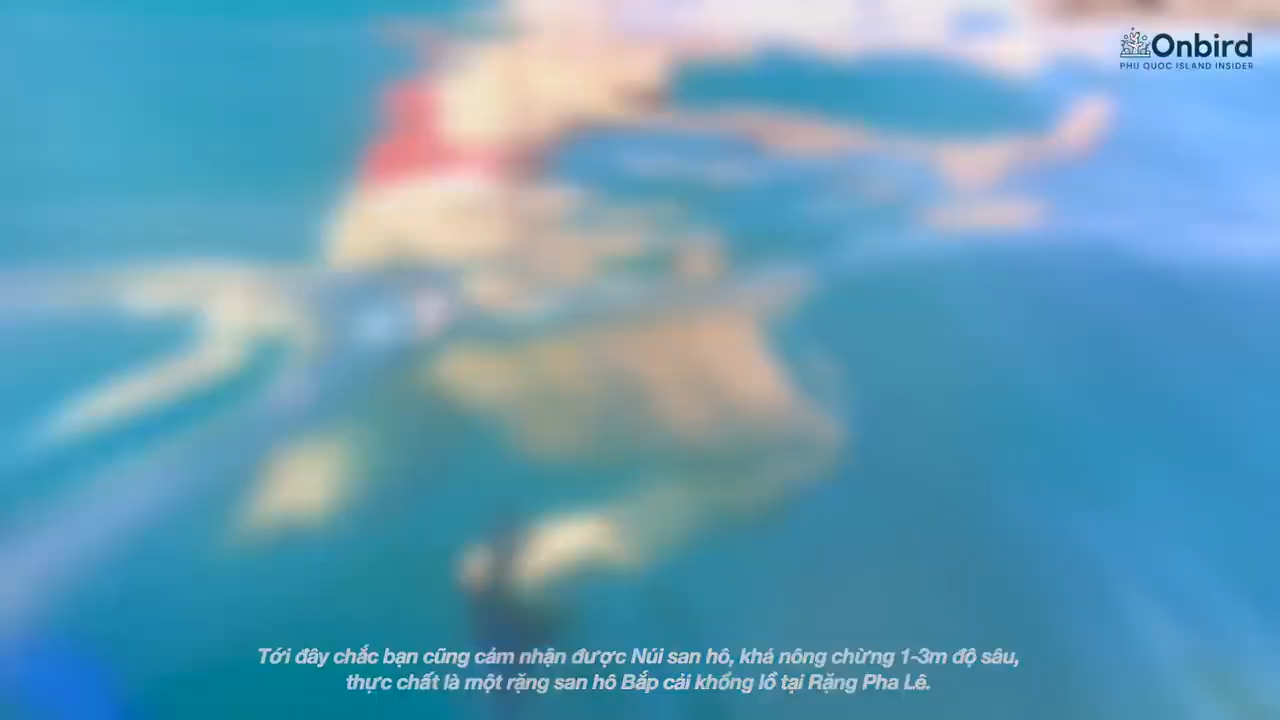 Onbird
PHU QUOC ISLAND INSIDER
Tới đây chắc bạn cũng cảm nhận được Núi san hô, khá nông chừng 1-3m độ sâu,
thực chất là một rặng san hô Bắp cải khổng lồ tại Rặng Pha Lê.